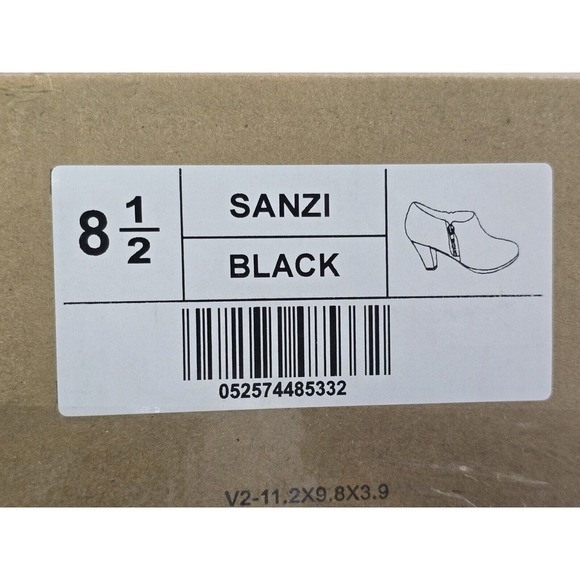 8 1/2
SANZI
BLACK
052574485332
V2-11.2X9.8X3.9